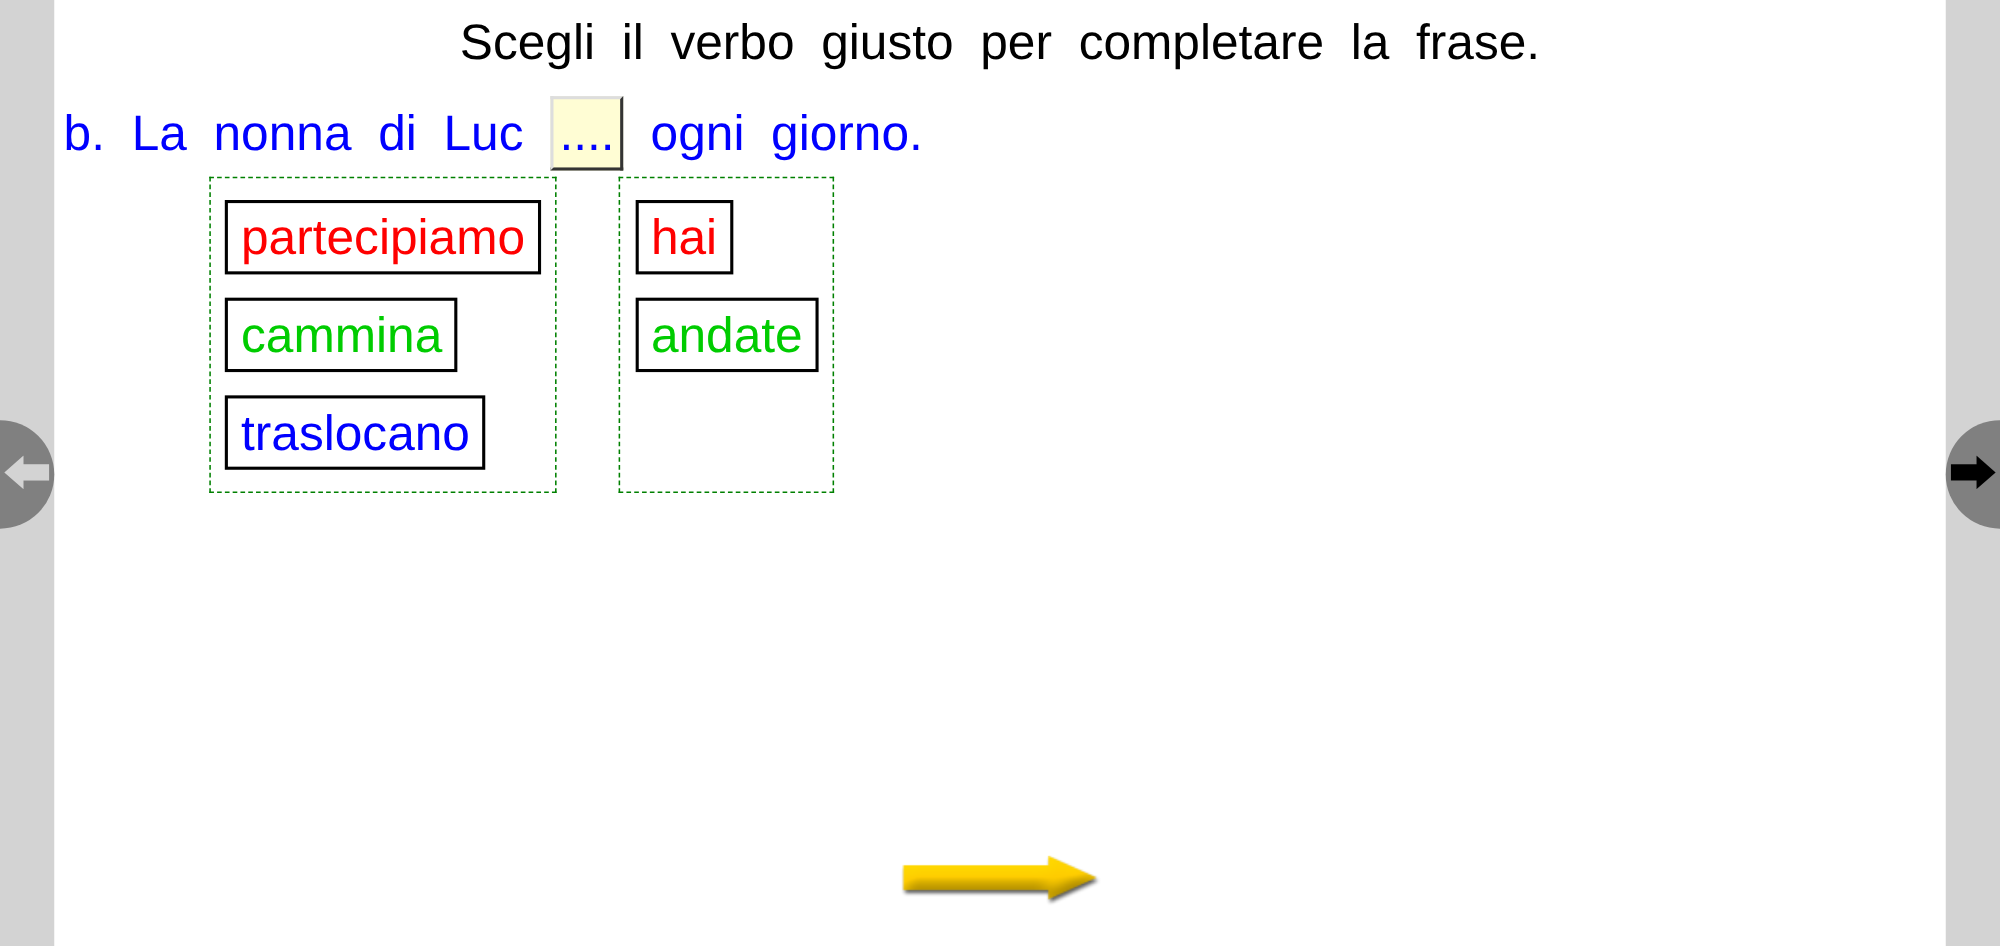 Scegli il verbo giusto per completare la frase.
b. La nonna di Luc .... ogni giorno.
partecipiamo hai
cammina andate
traslocano